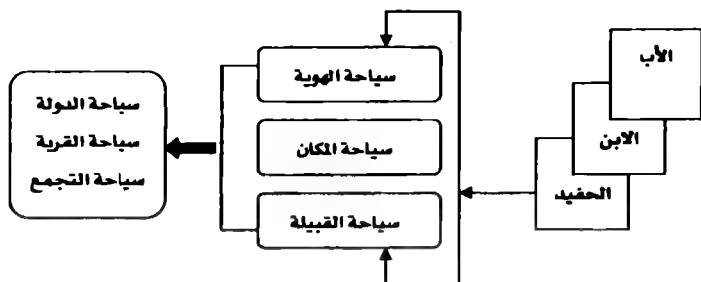 الأب
الابن
الحفيد
سياحة الهوية
سياحة المكان
سياحة القبيلة
سياحة الدولة
سياحة القرية
سياحة التجمع